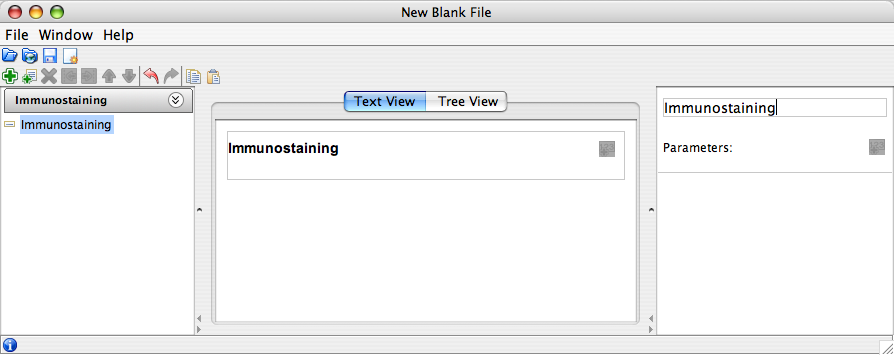 New Blank File
File Window Help
Immunostaining
Immunostaining
Text View Tree View
Immunostaining
Immunostaining
Parameters: